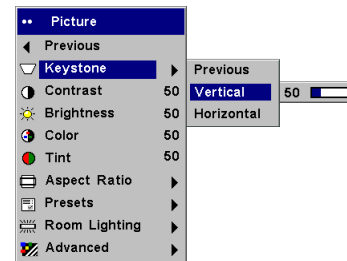 Picture
Previous
Keystone
Contrast 50
Brightness 50
Color 50
Tint 50
Aspect Ratio
Presets
Room Lighting
Advanced
Previous
Vertical 50
Horizontal